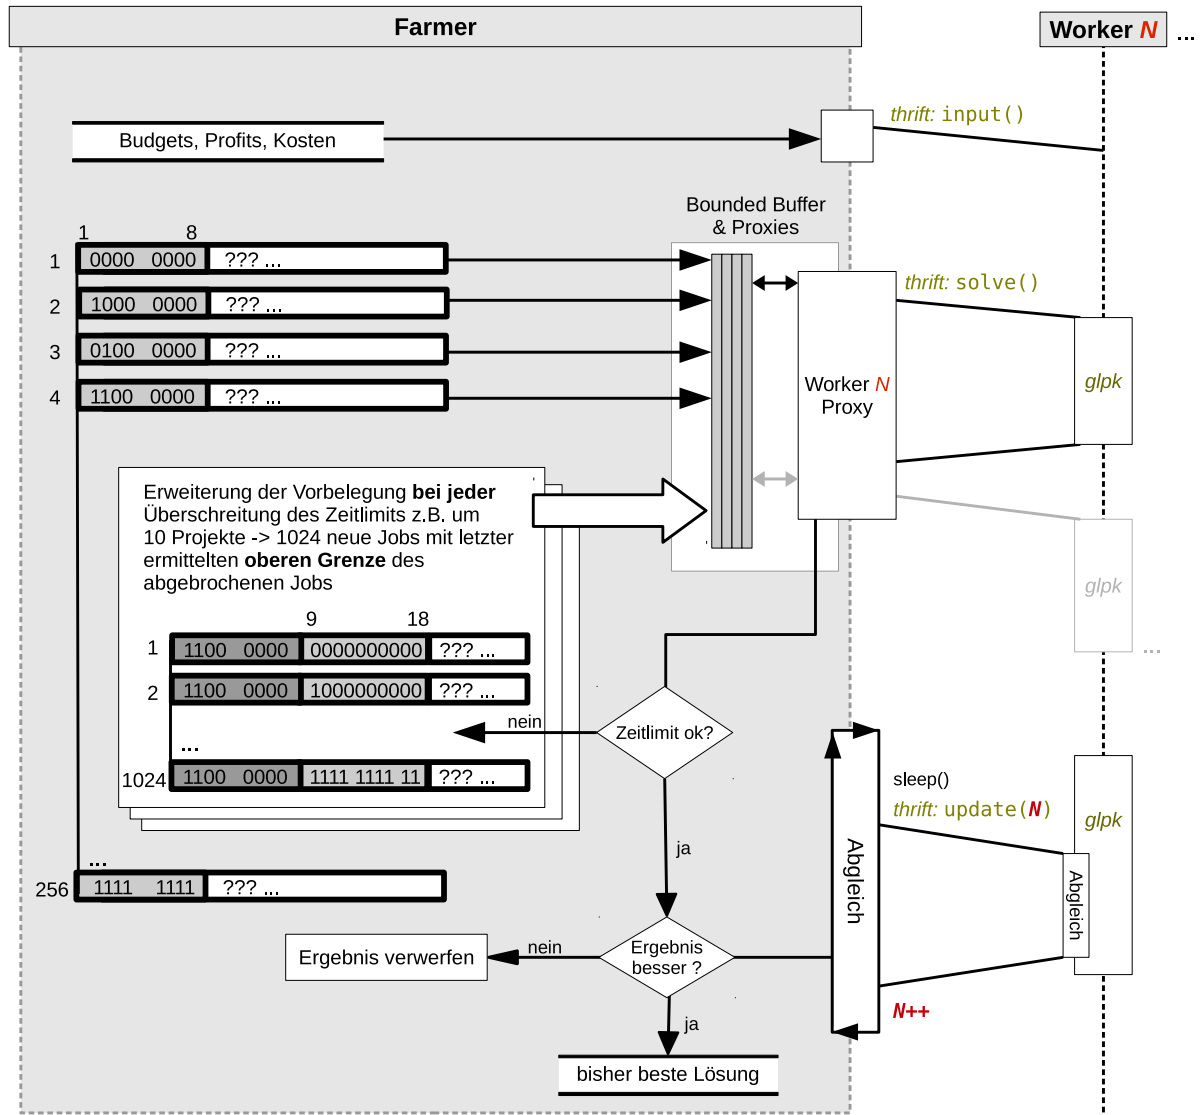 Farmer
Worker N ...
Budgets, Profits, Kosten
thrift: input()
Bounded Buffer
& Proxies
1 8
1 0000 0000 ??? ...
2 1000 0000 ??? ...
3 0100 0000 ??? ...
4 1100 0000 ??? ...
thrift: solve()
Worker N
Proxy
glpk
Erweiterung der Vorbelegung bei jeder
Überschreitung des Zeitlimits z.B. um
10 Projekte -> 1024 neue Jobs mit letzter
ermittelten oberen Grenze des
abgebrochenen Jobs
glpk
...
9 18
1 1100 0000 0000000000 ??? ...
2 1100 0000 1000000000 ??? ...
...
1024 1100 0000 1111 1111 11 ??? ...
nein
Zeitlimit ok?
ja
sleep()
thrift: update(N)
glpk
Abgleich
Abgleich
N++
...
256 1111 1111 ??? ...
Ergebnis verwerfen
nein
Ergebnis
besser ?
ja
bisher beste Lösung